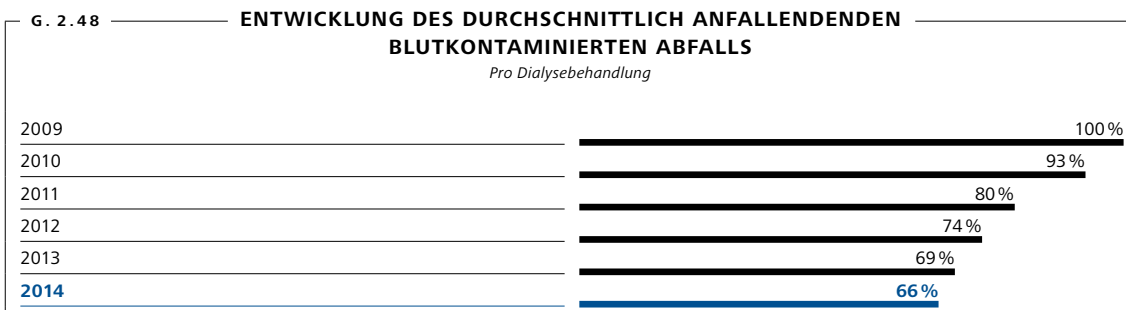 G. 2.48
ENTWICKLUNG DES DURCHSCHNITTLICH ANFALLENDENDEN
BLUTKONTAMINIERTEN ABFALLS
Pro Dialysebehandlung
2009 100 %
2010 93 %
2011 80 %
2012 74 %
2013 69 %
2014 66 %